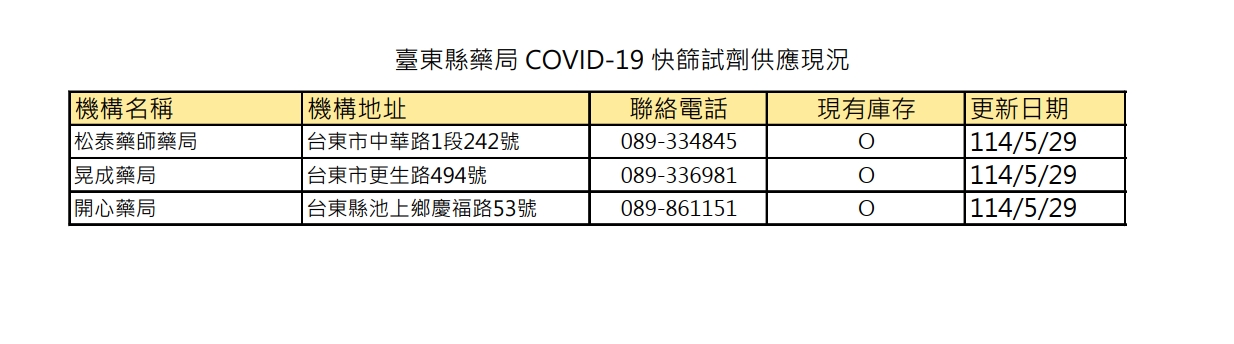 臺東縣藥局 COVID-19 快篩試劑供應現況
機構名稱 機構地址 聯絡電話 現有庫存 更新日期
松泰藥師藥局 台東市中華路1段242號 089-334845 O 114/5/29
晃成藥局 台東市更生路494號 089-336981 O 114/5/29
開心藥局 台東縣池上鄉慶福路53號 089-861151 O 114/5/29